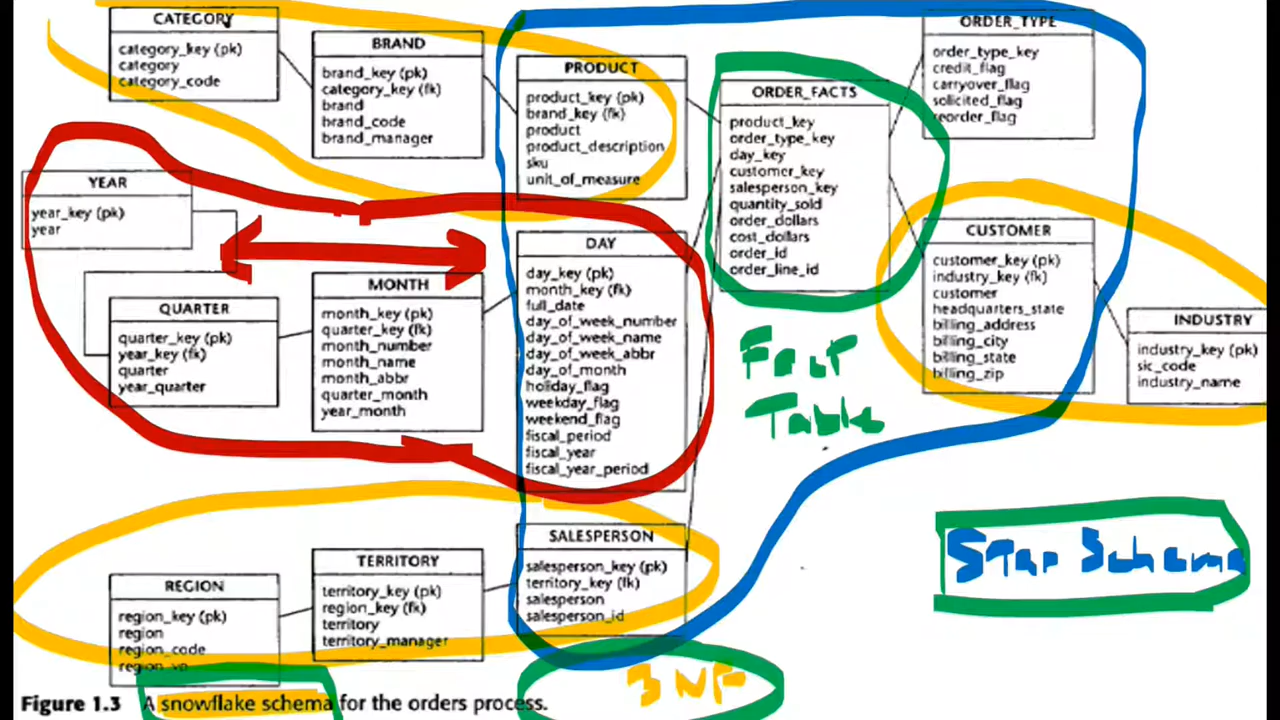 CATEGORY
category_key (pk)
category
category_code
BRAND
brand_key (pk)
category_key (fk)
brand
brand_code
brand_manager
PRODUCT
product_key (pk)
brand_key (fk)
product
product_description
sku
unit_of_measure
ORDER_FACTS
product_key
order_type_key
day_key
customer_key
salesperson_key
quantity_sold
order_dollars
cost_dollars
order_id
order_line_id
ORDER_TYPE
order_type_key
credit_flag
carryover_flag
solicited_flag
reorder_flag
YEAR
year_key (pk)
year
QUARTER
quarter_key (pk)
year_key (fk)
quarter
year_quarter
MONTH
month_key (pk)
quarter_key (fk)
month_number
month_name
month_abbr
quarter_month
year_month
DAY
day_key (pk)
month_key (fk)
full_date
day_of_week_number
day_of_week_name
day_of_week_abbr
day_of_month
holiday_flag
weekday_flag
weekend_flag
fiscal_period
fiscal_year
fiscal_year_period
CUSTOMER
customer_key (pk)
industry_key (fk)
customer
headquarters_state
billing_address
billing_city
billing_state
billing_zip
INDUSTRY
industry_key (pk)
sic_code
industry_name
Fact
Table
Star Schema
REGION
region_key (pk)
region
region_code
TERRITORY
territory_key (pk)
region_key (fk)
territory
territory_manager
SALESPERSON
salesperson_key (pk)
territory_key (fk)
salesperson
salesperson_id
3 NF
Figure 1.3 A snowflake schema for the orders process.